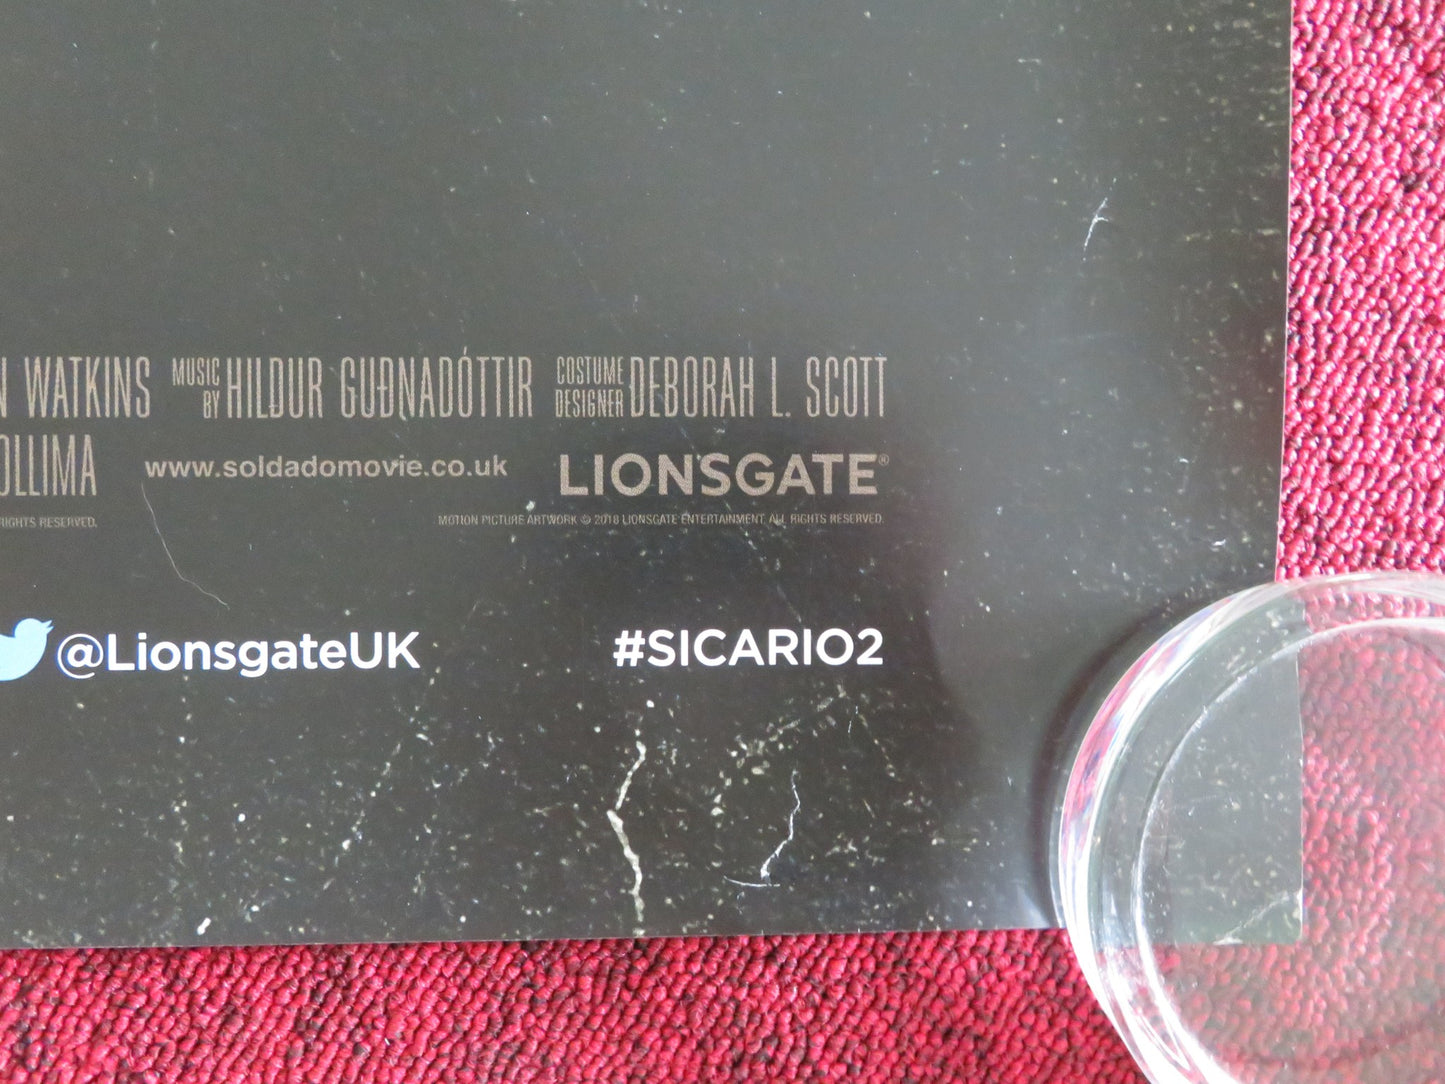 WATKINS MUSIC BY HILDUR GUÐNADÓTTIR COSTUME DESIGNER DEBORAH L. SCOTT
OLLIMA www.soldadomovie.co.uk LIONSGATE®
RIGHTS RESERVED. MOTION PICTURE ARTWORK © 2018 LIONSGATE ENTERTAINMENT. ALL RIGHTS RESERVED.
@LionsgateUK #SICARIO2